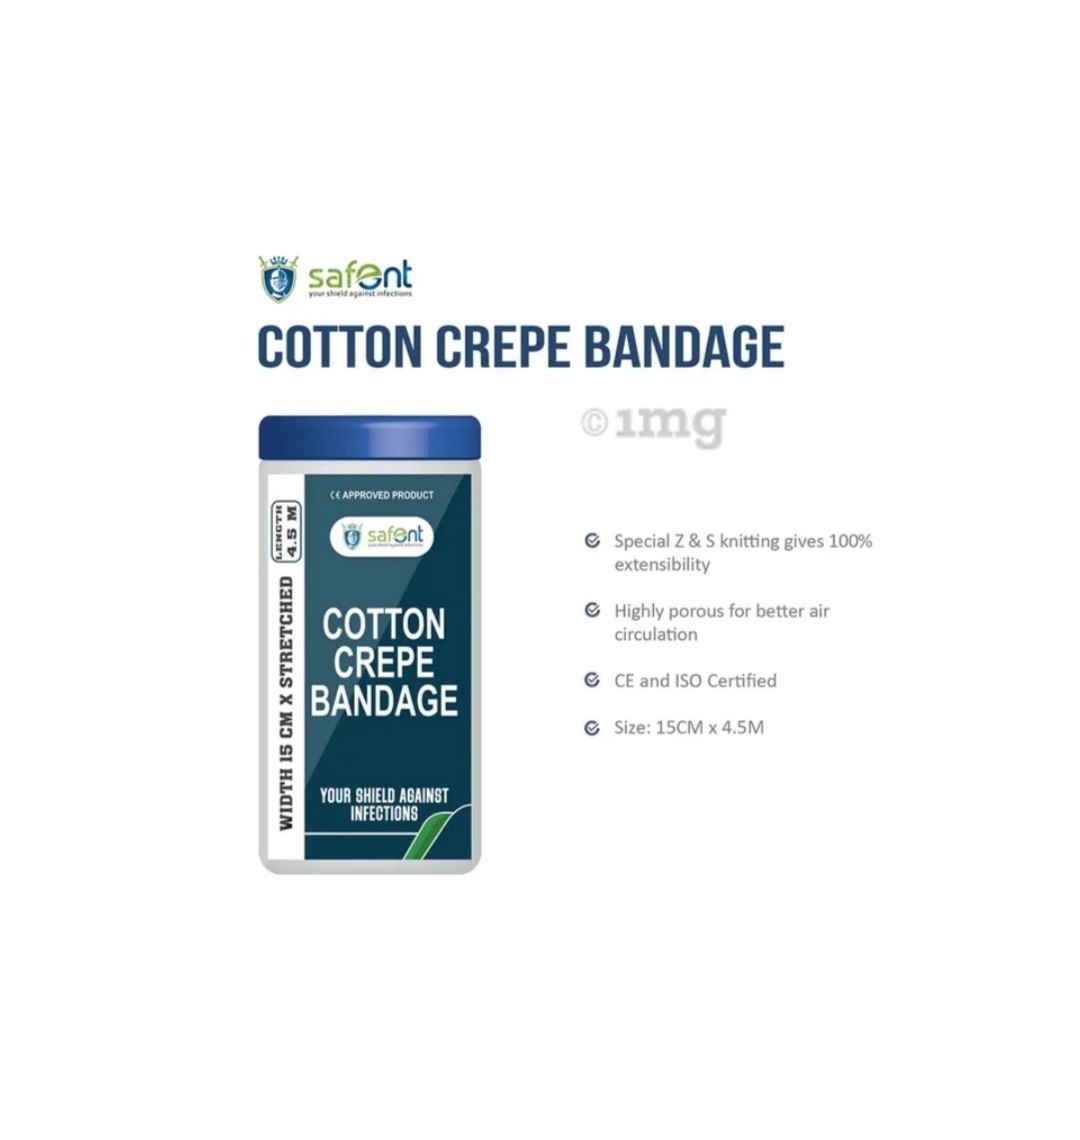 safent
your shield against infections
COTTON CREPE BANDAGE
© 1mg
CE APPROVED PRODUCT
safent
LENGTH
4.5 M
WIDTH 15 CM X STRETCHED
COTTON
CREPE
BANDAGE
YOUR SHIELD AGAINST
INFECTIONS
Special Z & S knitting gives 100%
extensibility
Highly porous for better air
circulation
CE and ISO Certified
Size: 15CM x 4.5M